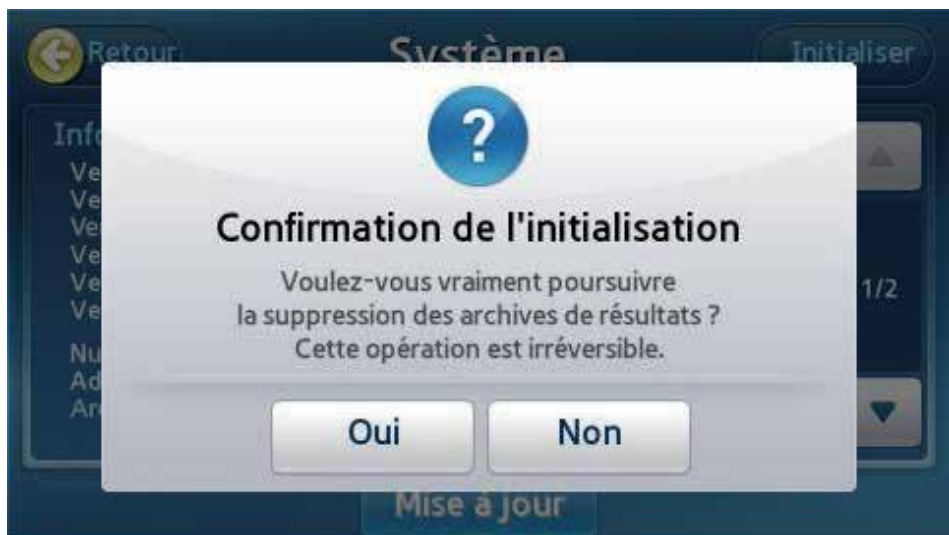 Retour
Système
Initialiser
?
Confirmation de l'initialisation
Voulez-vous vraiment poursuivre
la suppression des archives de résultats ?
Cette opération est irréversible.
1/2
Oui
Non
Mise à jour